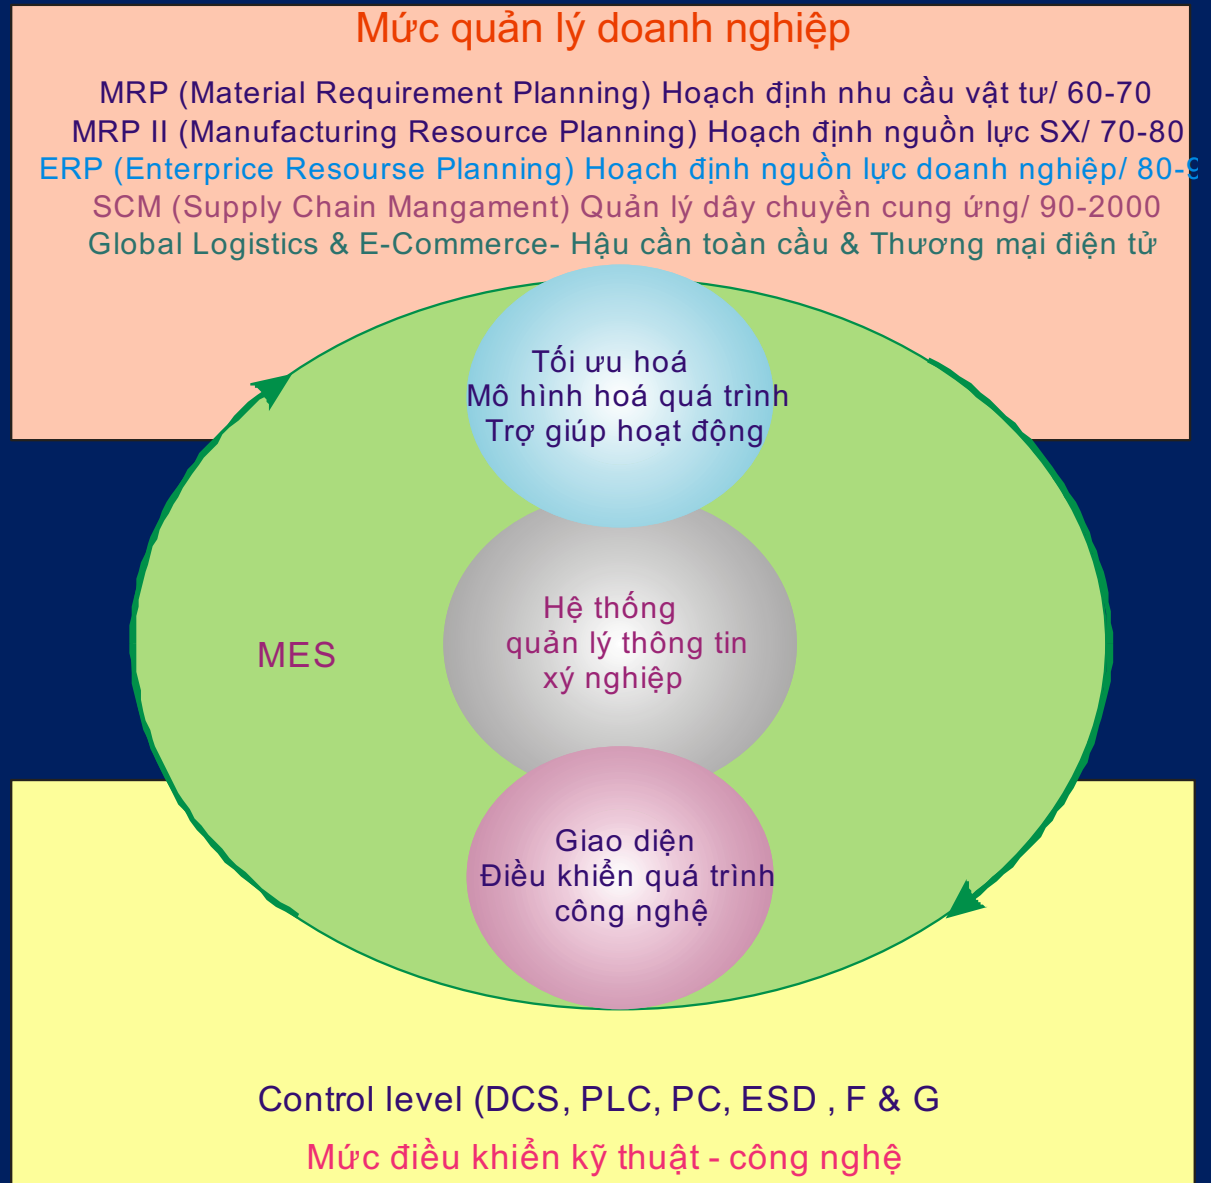 Mức quản lý doanh nghiệp
MRP (Material Requirement Planning) Hoạch định nhu cầu vật tư/ 60-70
MRP II (Manufacturing Resource Planning) Hoạch định nguồn lực SX/ 70-80
ERP (Enterprice Resourse Planning) Hoạch định nguồn lực doanh nghiệp/ 80-9
SCM (Supply Chain Mangament) Quản lý dây chuyền cung ứng/ 90-2000
Global Logistics & E-Commerce- Hậu cần toàn cầu & Thương mại điện tử
Tối ưu hoá
Mô hình hoá quá trình
Trợ giúp hoạt động
Hệ thống
quản lý thông tin
xý nghiệp
MES
Giao diện
Điều khiển quá trình
công nghệ
Control level (DCS, PLC, PC, ESD , F & G
Mức điều khiển kỹ thuật - công nghệ